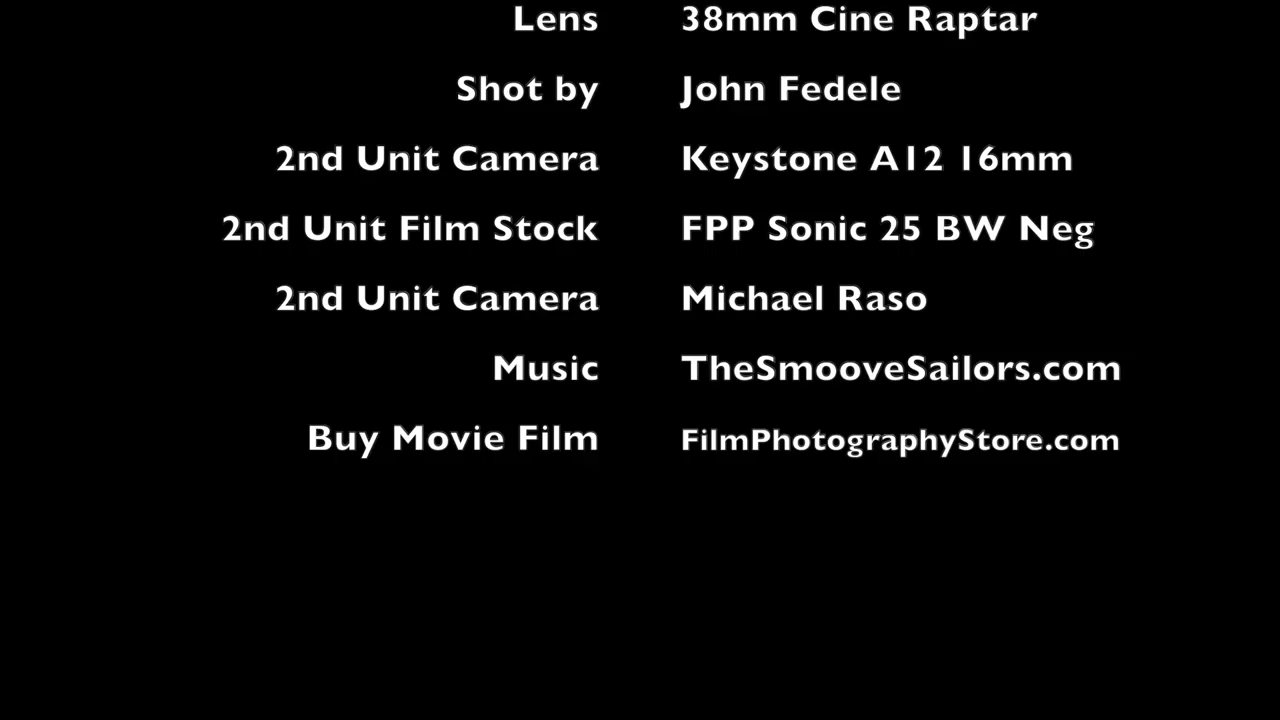 Lens 38mm Cine Raptar
Shot by John Fedele
2nd Unit Camera Keystone A12 16mm
2nd Unit Film Stock FPP Sonic 25 BW Neg
2nd Unit Camera Michael Raso
Music TheSmooveSailors.com
Buy Movie Film FilmPhotographyStore.com